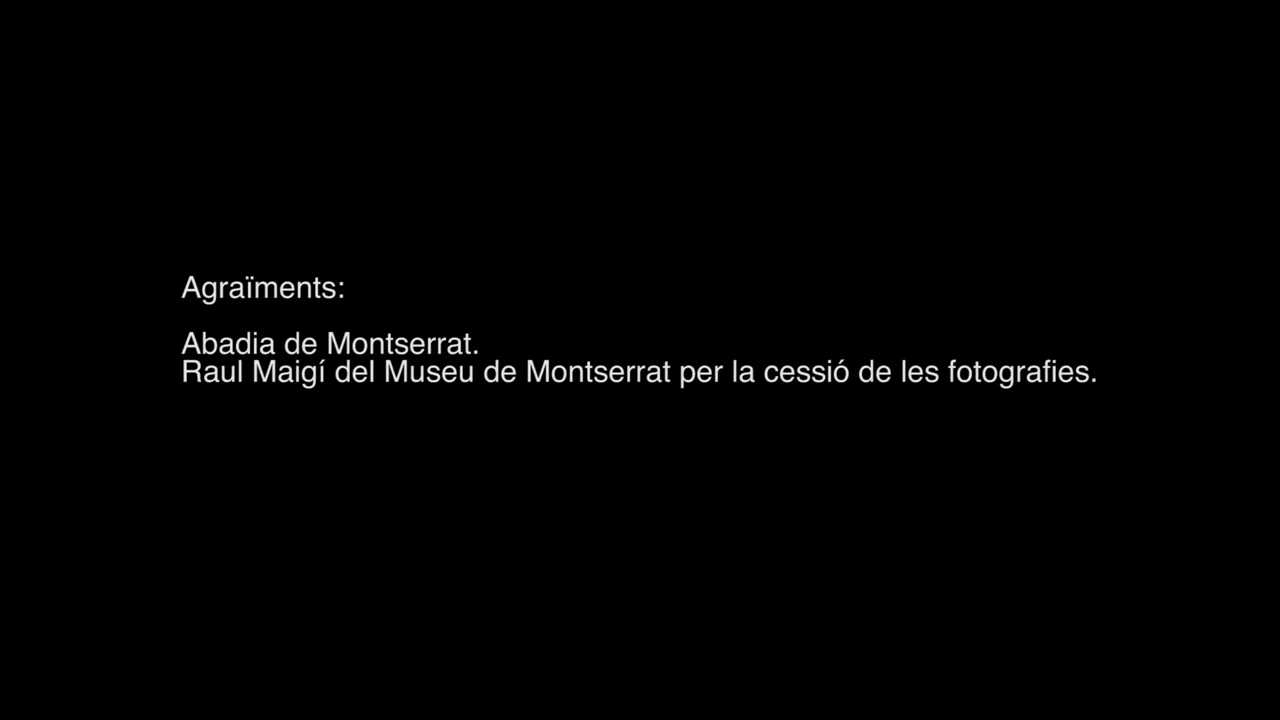 Agraïments:
Abadia de Montserrat.
Raul Maigí del Museu de Montserrat per la cessió de les fotografies.